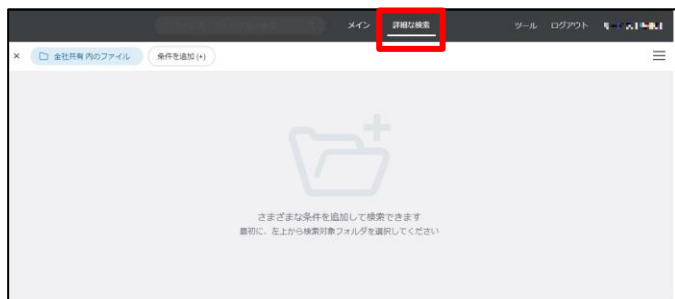 メイン
詳細な検索
ツール
ログアウト
× 全社共有 内のファイル
条件を追加 (+)
さまざまな条件を追加して検索できます
最初に、左上から検索対象フォルダを選択してください